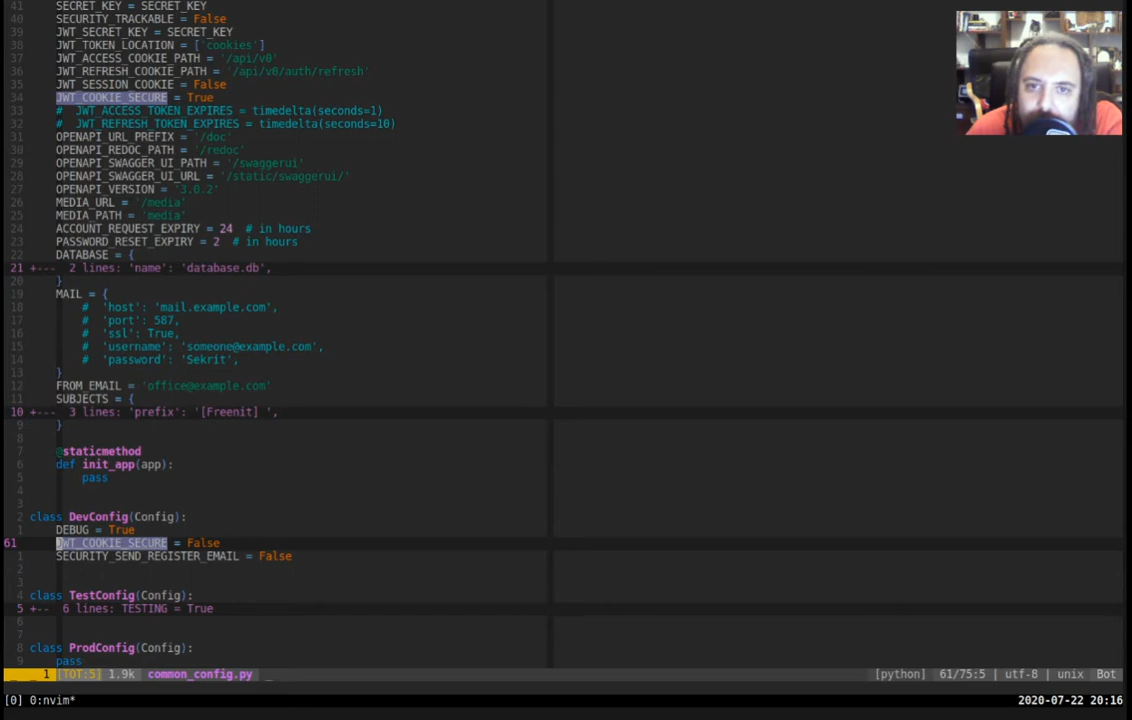 41 SECRET_KEY = SECRET_KEY
40 SECURITY_TRACKABLE = False
39 JWT_SECRET_KEY = SECRET_KEY
38 JWT_TOKEN_LOCATION = ['cookies']
37 JWT_ACCESS_COOKIE_PATH = '/api/v0'
36 JWT_REFRESH_COOKIE_PATH = '/api/v0/auth/refresh'
35 JWT_SESSION_COOKIE = False
34 JWT_COOKIE_SECURE = True
33 #  JWT_ACCESS_TOKEN_EXPIRES = timedelta(seconds=1)
32 #  JWT_REFRESH_TOKEN_EXPIRES = timedelta(seconds=10)
31 OPENAPI_URL_PREFIX = '/doc'
30 OPENAPI_REDOC_PATH = '/redoc'
29 OPENAPI_SWAGGER_UI_PATH = '/swaggerui'
28 OPENAPI_SWAGGER_UI_URL = '/static/swaggerui/'
27 OPENAPI_VERSION = '3.0.2'
26 MEDIA_URL = '/media'
25 MEDIA_PATH = 'media'
24 ACCOUNT_REQUEST_EXPIRY = 24  # in hours
23 PASSWORD_RESET_EXPIRY = 2  # in hours
22 DATABASE = {
21 +---  2 lines: 'name': 'database.db',
20 }
19 MAIL = {
18 #  'host': 'mail.example.com',
17 #  'port': 587,
16 #  'ssl': True,
15 #  'username': 'someone@example.com',
14 #  'password': 'Sekrit',
13 }
12 FROM_EMAIL = 'office@example.com'
11 SUBJECTS = {
10 +---  3 lines: 'prefix': '[Freenit] ',
9 }
8
7 @staticmethod
6 def init_app(app):
5 pass
4
3
2 class DevConfig(Config):
1 DEBUG = True
61 JWT_COOKIE_SECURE = False
1 SECURITY_SEND_REGISTER_EMAIL = False
2
3
4 class TestConfig(Config):
5 +--  6 lines: TESTING = True
6
7
8 class ProdConfig(Config):
9 pass
1 [TOT:5] 1.9k common_config.py [python] 61/75:5 | utf-8 | unix Bot
[0] 0:nvim* 2020-07-22 20:16